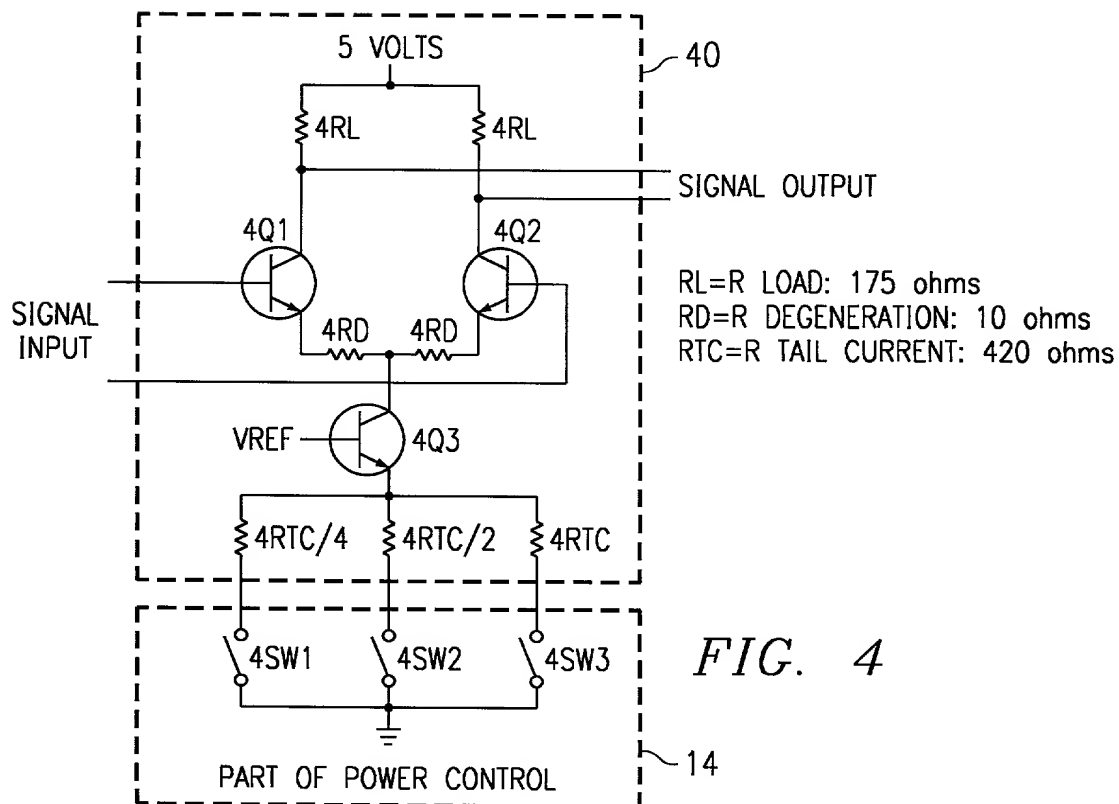 5 VOLTS
40
4RL
4RL
SIGNAL OUTPUT
4Q1
4Q2
RL=R LOAD: 175 ohms
RD=R DEGENERATION: 10 ohms
RTC=R TAIL CURRENT: 420 ohms
SIGNAL
INPUT
4RD
4RD
VREF
4Q3
4RTC/4
4RTC/2
4RTC
4SW1
4SW2
4SW3
FIG. 4
PART OF POWER CONTROL
14